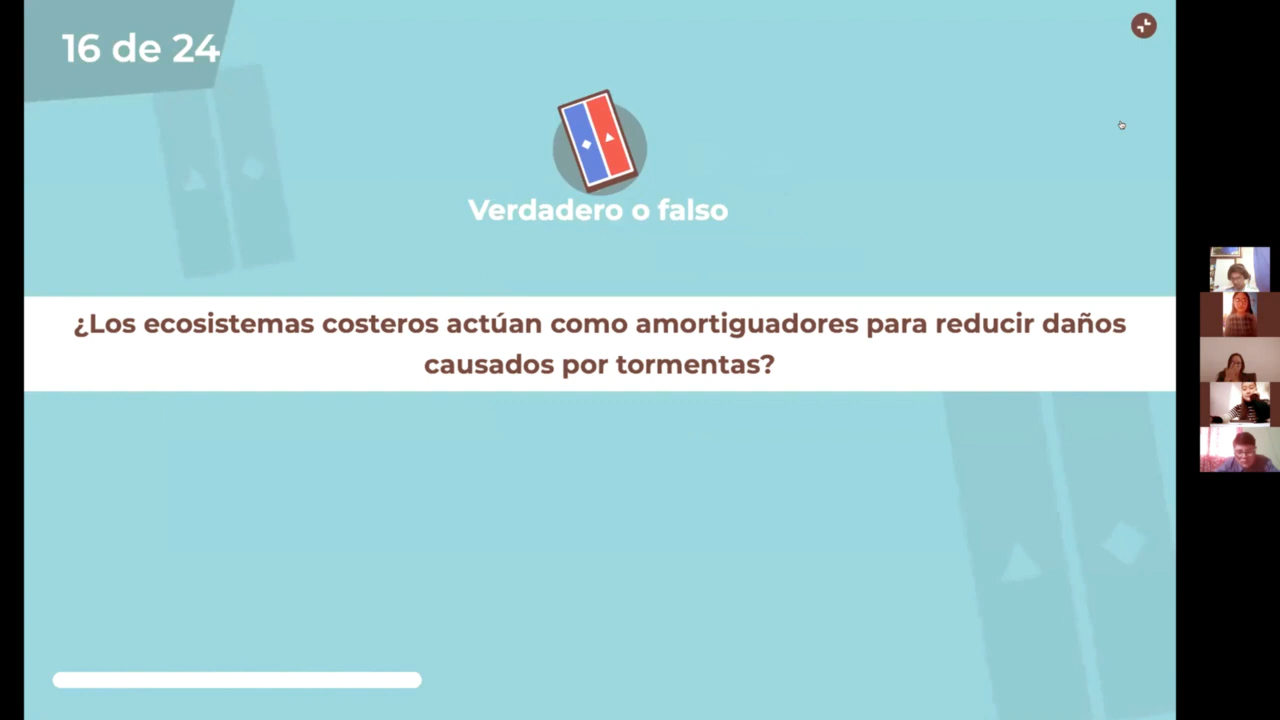 16 de 24
Verdadero o falso
¿Los ecosistemas costeros actúan como amortiguadores para reducir daños
causados por tormentas?